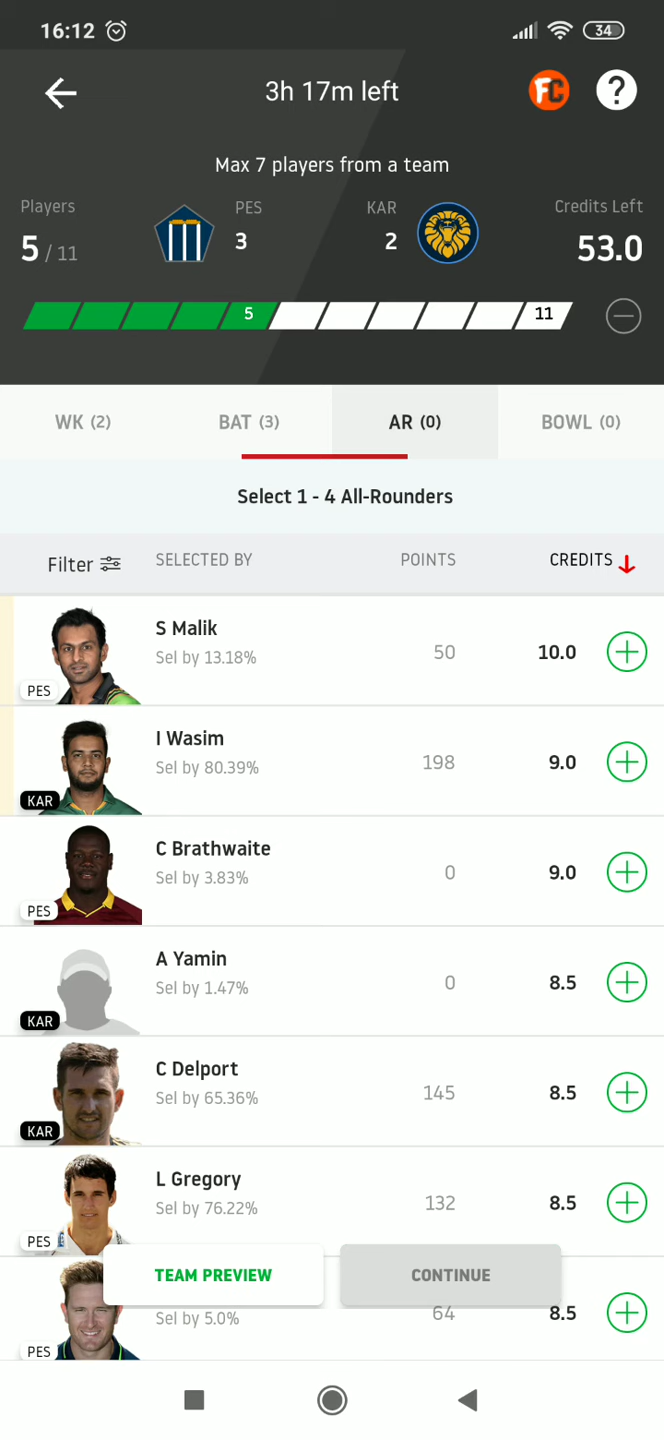 16:12 34
3h 17m left FC ?
Max 7 players from a team
Players PES KAR Credits Left
5 / 11 3 2 53.0
5 11
WK (2) BAT (3) AR (0) BOWL (0)
Select 1 - 4 All-Rounders
Filter SELECTED BY POINTS CREDITS
S Malik
Sel by 13.18% 50 10.0
PES
I Wasim
Sel by 80.39% 198 9.0
KAR
C Brathwaite
Sel by 3.83% 0 9.0
PES
A Yamin
Sel by 1.47% 0 8.5
KAR
C Delport
Sel by 65.36% 145 8.5
KAR
L Gregory
Sel by 76.22% 132 8.5
PES
TEAM PREVIEW CONTINUE
Sel by 5.0% 64 8.5
PES